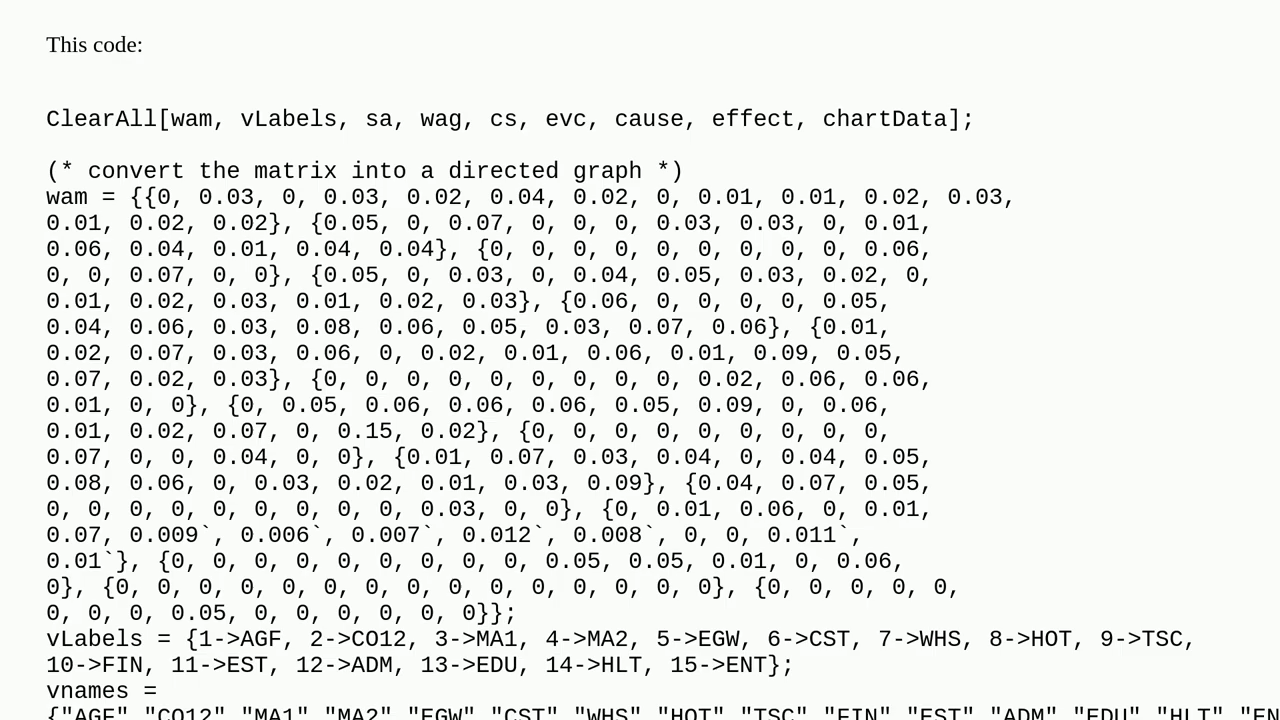 This code:
ClearAll[wam, vLabels, sa, wag, cs, evc, cause, effect, chartData];
(* convert the matrix into a directed graph *)
wam = {{0, 0.03, 0, 0.03, 0.02, 0.04, 0.02, 0, 0.01, 0.01, 0.02, 0.03,
0.01, 0.02, 0.02}, {0.05, 0, 0.07, 0, 0, 0, 0.03, 0.03, 0, 0.01,
0.06, 0.04, 0.01, 0.04, 0.04}, {0, 0, 0, 0, 0, 0, 0, 0, 0, 0.06,
0, 0, 0.07, 0, 0}, {0.05, 0, 0.03, 0, 0.04, 0.05, 0.03, 0.02, 0,
0.01, 0.02, 0.03, 0.01, 0.02, 0.03}, {0.06, 0, 0, 0, 0, 0.05,
0.04, 0.06, 0.03, 0.08, 0.06, 0.05, 0.03, 0.07, 0.06}, {0.01,
0.02, 0.07, 0.03, 0.06, 0, 0.02, 0.01, 0.06, 0.01, 0.09, 0.05,
0.07, 0.02, 0.03}, {0, 0, 0, 0, 0, 0, 0, 0, 0, 0.02, 0.06, 0.06,
0.01, 0, 0}, {0, 0.05, 0.06, 0.06, 0.06, 0.05, 0.09, 0, 0.06,
0.01, 0.02, 0.07, 0, 0.15, 0.02}, {0, 0, 0, 0, 0, 0, 0, 0, 0,
0.07, 0, 0, 0.04, 0, 0}, {0.01, 0.07, 0.03, 0.04, 0, 0.04, 0.05,
0.08, 0.06, 0, 0.03, 0.02, 0.01, 0.03, 0.09}, {0.04, 0.07, 0.05,
0, 0, 0, 0, 0, 0, 0, 0, 0, 0.03, 0, 0}, {0, 0.01, 0.06, 0, 0.01,
0.07, 0.009`, 0.006`, 0.007`, 0.012`, 0.008`, 0, 0, 0.011`,
0.01`}, {0, 0, 0, 0, 0, 0, 0, 0, 0, 0.05, 0.05, 0.01, 0, 0.06,
0}, {0, 0, 0, 0, 0, 0, 0, 0, 0, 0, 0, 0, 0, 0, 0}, {0, 0, 0, 0, 0,
0, 0, 0, 0.05, 0, 0, 0, 0, 0, 0}};
vLabels = {1->AGF, 2->CO12, 3->MA1, 4->MA2, 5->EGW, 6->CST, 7->WHS, 8->HOT, 9->TSC,
10->FIN, 11->EST, 12->ADM, 13->EDU, 14->HLT, 15->ENT};
vnames =
{"AGF","CO12","MA1","MA2","EGW","CST","WHS","HOT","TSC","FIN","EST","ADM","EDU","HLT","EN